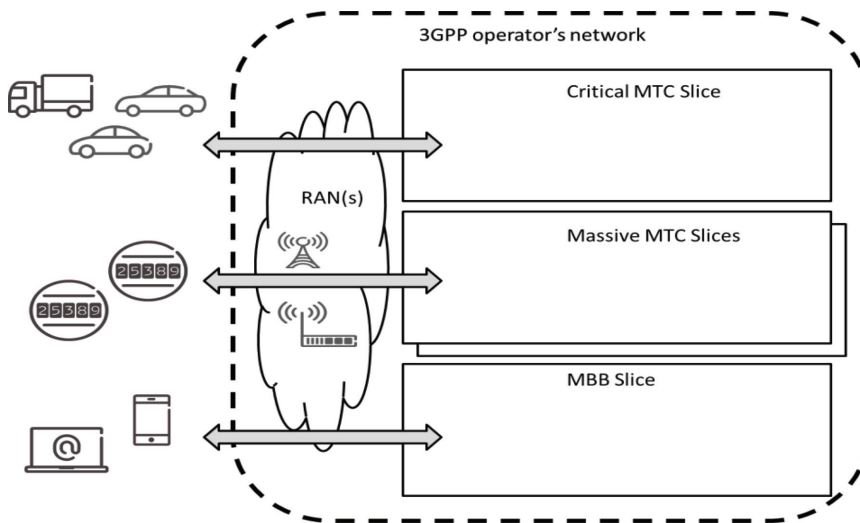 3GPP operator's network
Critical MTC Slice
RAN(s)
Massive MTC Slices
25389
25389
MBB Slice
@